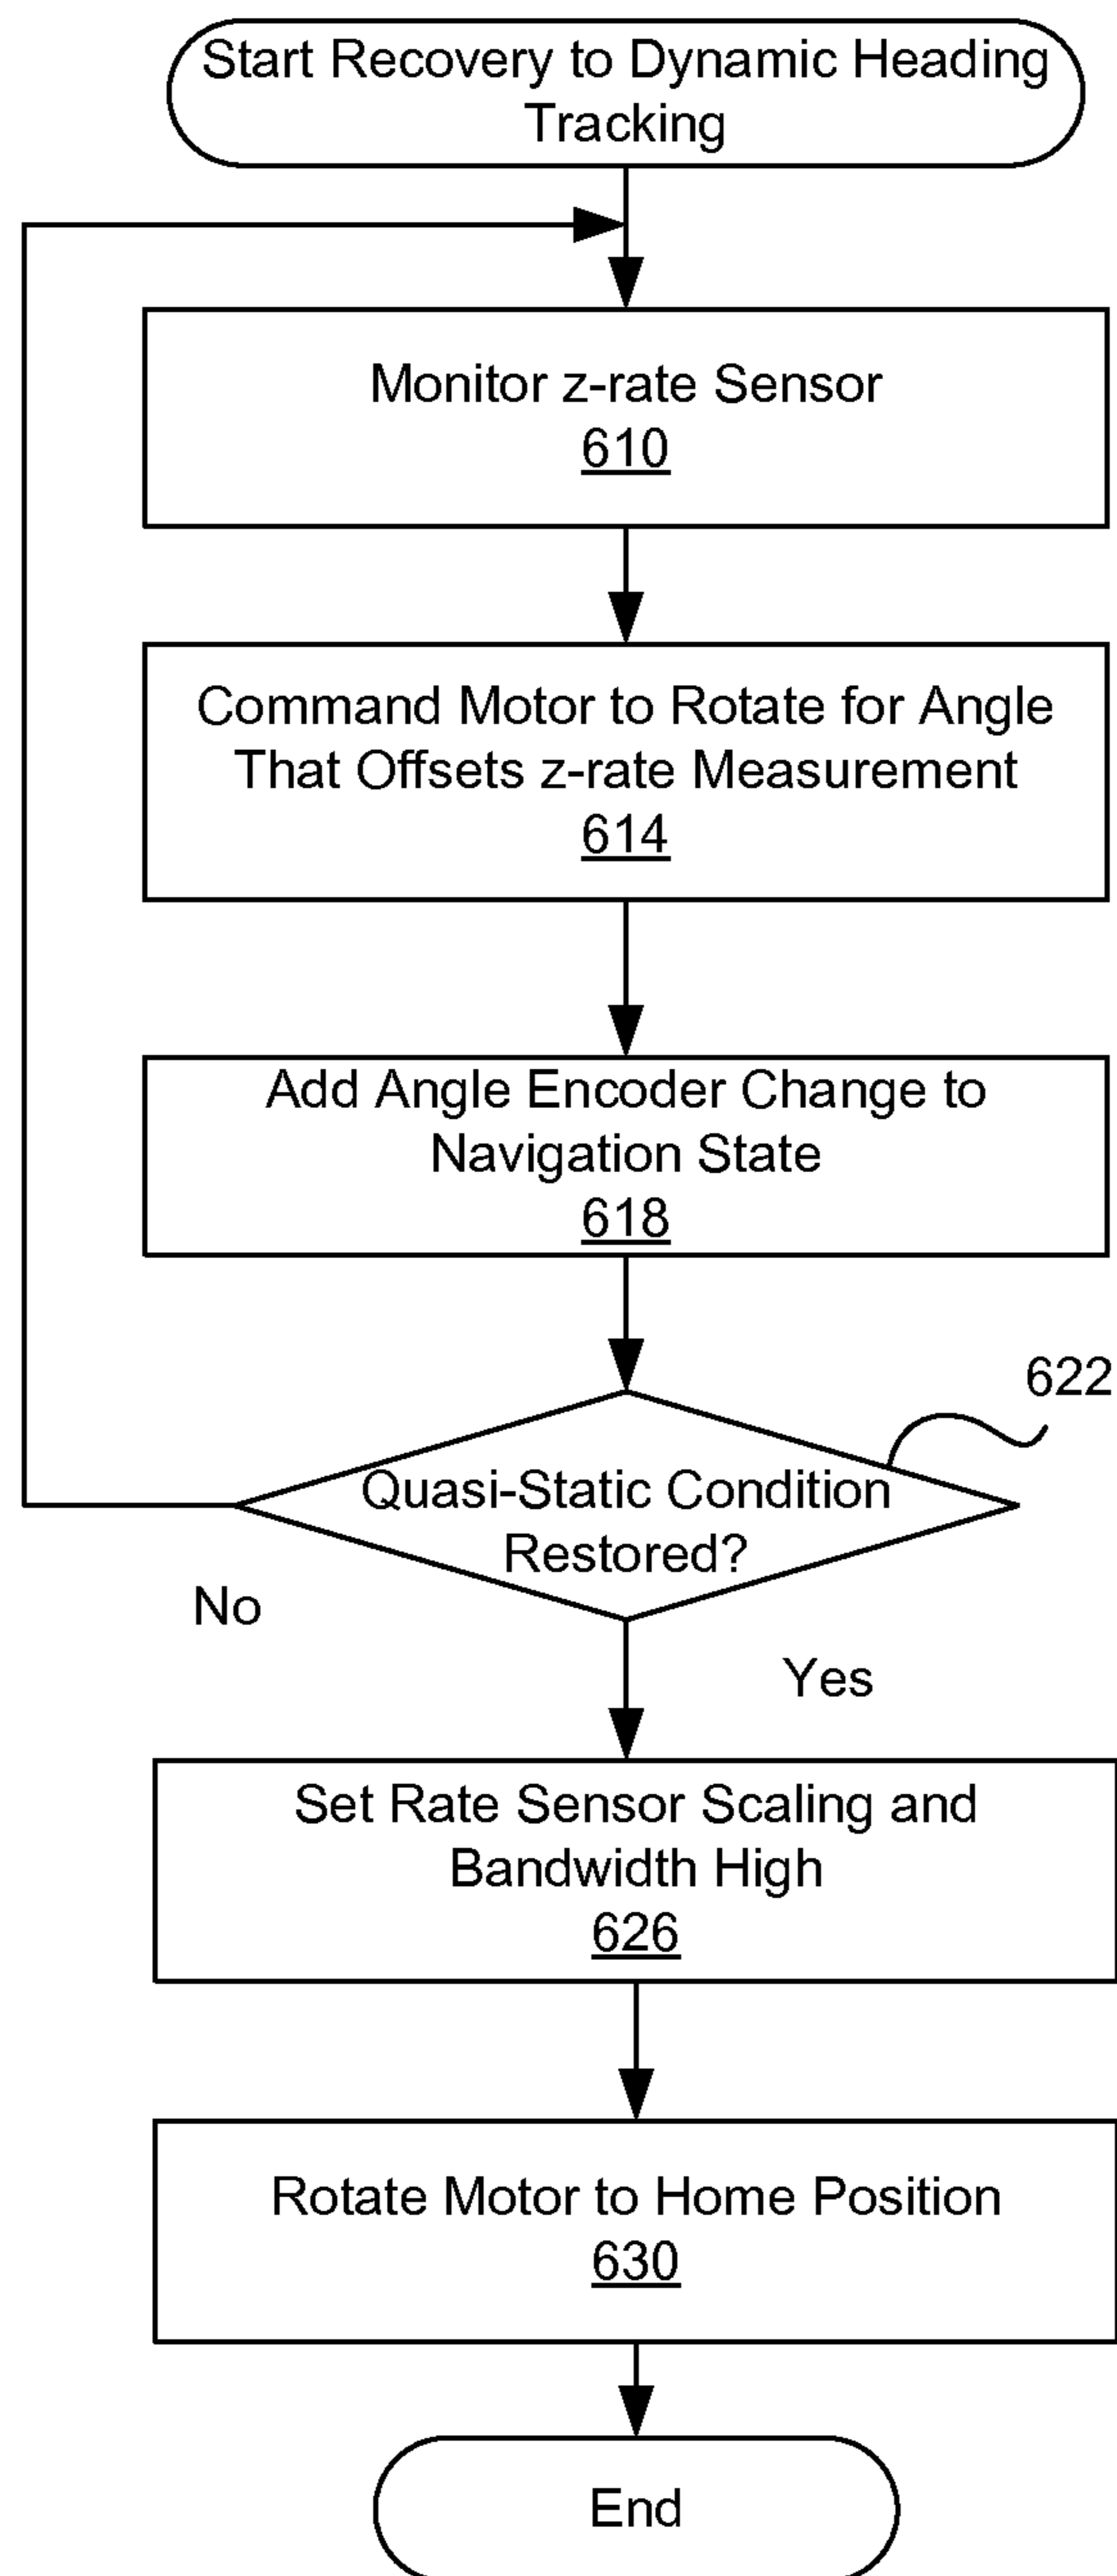 Start Recovery to Dynamic Heading
Tracking
Monitor z-rate Sensor
610
Command Motor to Rotate for Angle
That Offsets z-rate Measurement
614
Add Angle Encoder Change to
Navigation State
618
622
Quasi-Static Condition
Restored?
No
Yes
Set Rate Sensor Scaling and
Bandwidth High
626
Rotate Motor to Home Position
630
End